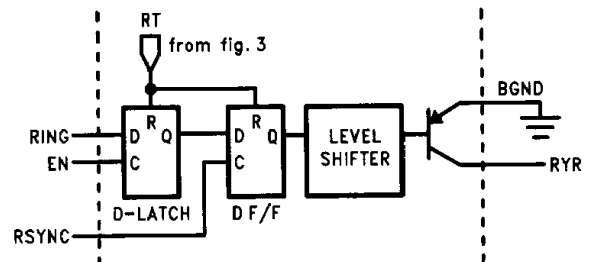 RT
from fig. 3
BGND
R
R
RING
D
Q
D
Q
LEVEL
SHIFTER
EN
C
C
RYR
D-LATCH
D F/F
RSYNC